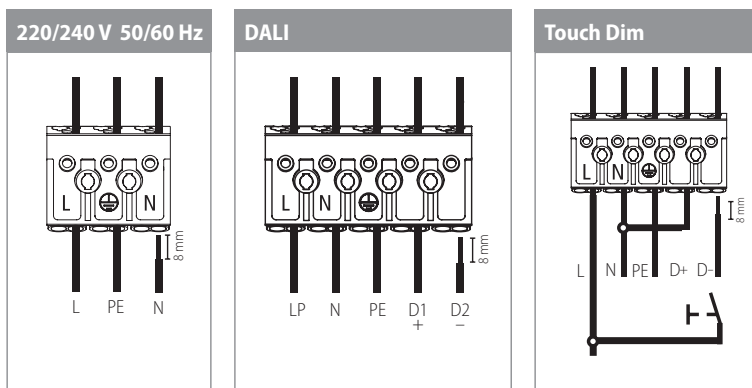 220/240 V 50/60 Hz
L N
8 mm
L PE N
DALI
L N
8 mm
LP N PE D1 D2
+ –
Touch Dim
L N
8 mm
L N PE D+ D-